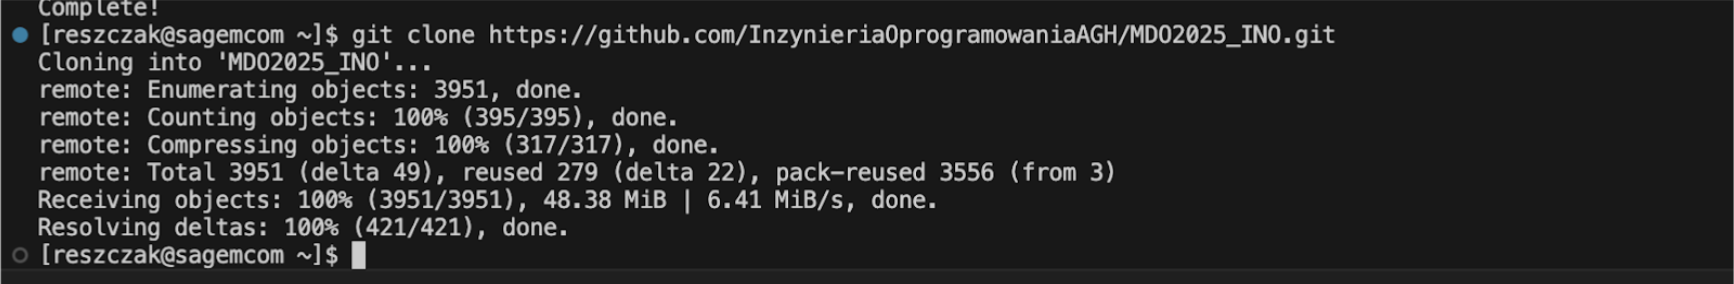 Complete!
[reszczak@sagemcom ~]$ git clone https://github.com/InzynieriaOprogramowaniaAGH/MDO2025_INO.git
Cloning into 'MDO2025_INO'...
remote: Enumerating objects: 3951, done.
remote: Counting objects: 100% (395/395), done.
remote: Compressing objects: 100% (317/317), done.
remote: Total 3951 (delta 49), reused 279 (delta 22), pack-reused 3556 (from 3)
Receiving objects: 100% (3951/3951), 48.38 MiB | 6.41 MiB/s, done.
Resolving deltas: 100% (421/421), done.
[reszczak@sagemcom ~]$